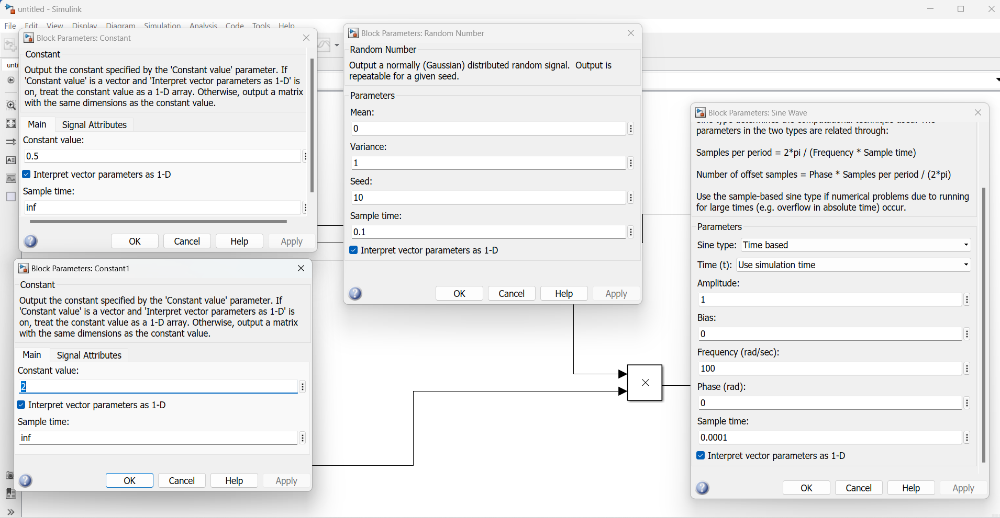 untitled - Simulink
File Edit View Display Diagram Simulation Analysis Code Tools Help
unti
Block Parameters: Constant
Constant
Output the constant specified by the 'Constant value' parameter. If
'Constant value' is a vector and 'Interpret vector parameters as 1-D' is
on, treat the constant value as a 1-D array. Otherwise, output a matrix
with the same dimensions as the constant value.
Main Signal Attributes
Constant value:
0.5
Interpret vector parameters as 1-D
Sample time:
inf
OK Cancel Help Apply
Block Parameters: Constant1
Constant
Output the constant specified by the 'Constant value' parameter. If
'Constant value' is a vector and 'Interpret vector parameters as 1-D' is
on, treat the constant value as a 1-D array. Otherwise, output a matrix
with the same dimensions as the constant value.
Main Signal Attributes
Constant value:
2
Interpret vector parameters as 1-D
Sample time:
inf
OK Cancel Help Apply
Block Parameters: Random Number
Random Number
Output a normally (Gaussian) distributed random signal. Output is
repeatable for a given seed.
Parameters
Mean:
0
Variance:
1
Seed:
10
Sample time:
0.1
Interpret vector parameters as 1-D
OK Cancel Help Apply
×
Block Parameters: Sine Wave
parameters in the two types are related through:
Samples per period = 2*pi / (Frequency * Sample time)
Number of offset samples = Phase * Samples per period / (2*pi)
Use the sample-based sine type if numerical problems due to running
for large times (e.g. overflow in absolute time) occur.
Parameters
Sine type: Time based
Time (t): Use simulation time
Amplitude:
1
Bias:
0
Frequency (rad/sec):
100
Phase (rad):
0
Sample time:
0.0001
Interpret vector parameters as 1-D
OK Cancel Help Apply